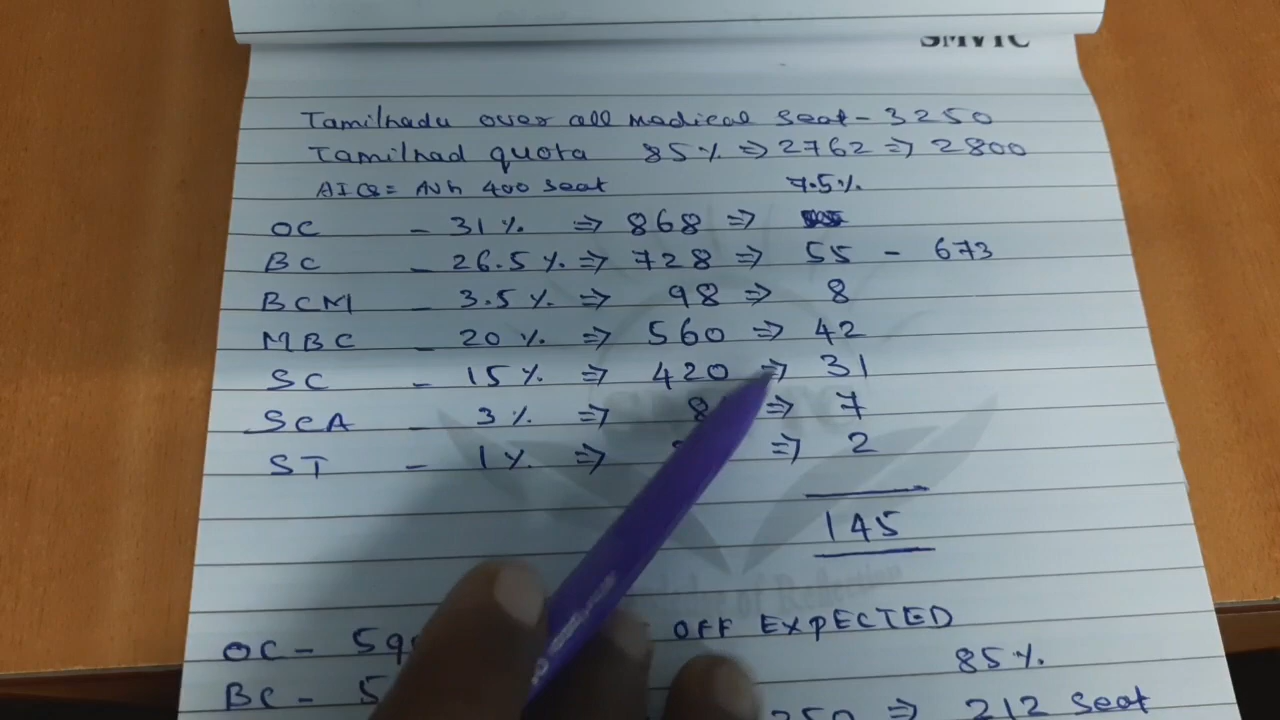 SMVTC
Tamilnadu over all medical seat - 3250
Tamilnad quota 85% ⇒ 2762 ⇒ 2800
AIQ = 400 seat 7.5%
OC - 31% ⇒ 868 ⇒
BC - 26.5% ⇒ 728 ⇒ 55 - 673
BCM - 3.5% ⇒ 98 ⇒ 8
MBC - 20% ⇒ 560 ⇒ 42
SC - 15% ⇒ 420 ⇒ 31
SCA - 3% ⇒ ⇒ 7
ST - 1% ⇒ ⇒ 2
145
OFF EXPECTED
OC -
85%
BC -
⇒ 212 seat